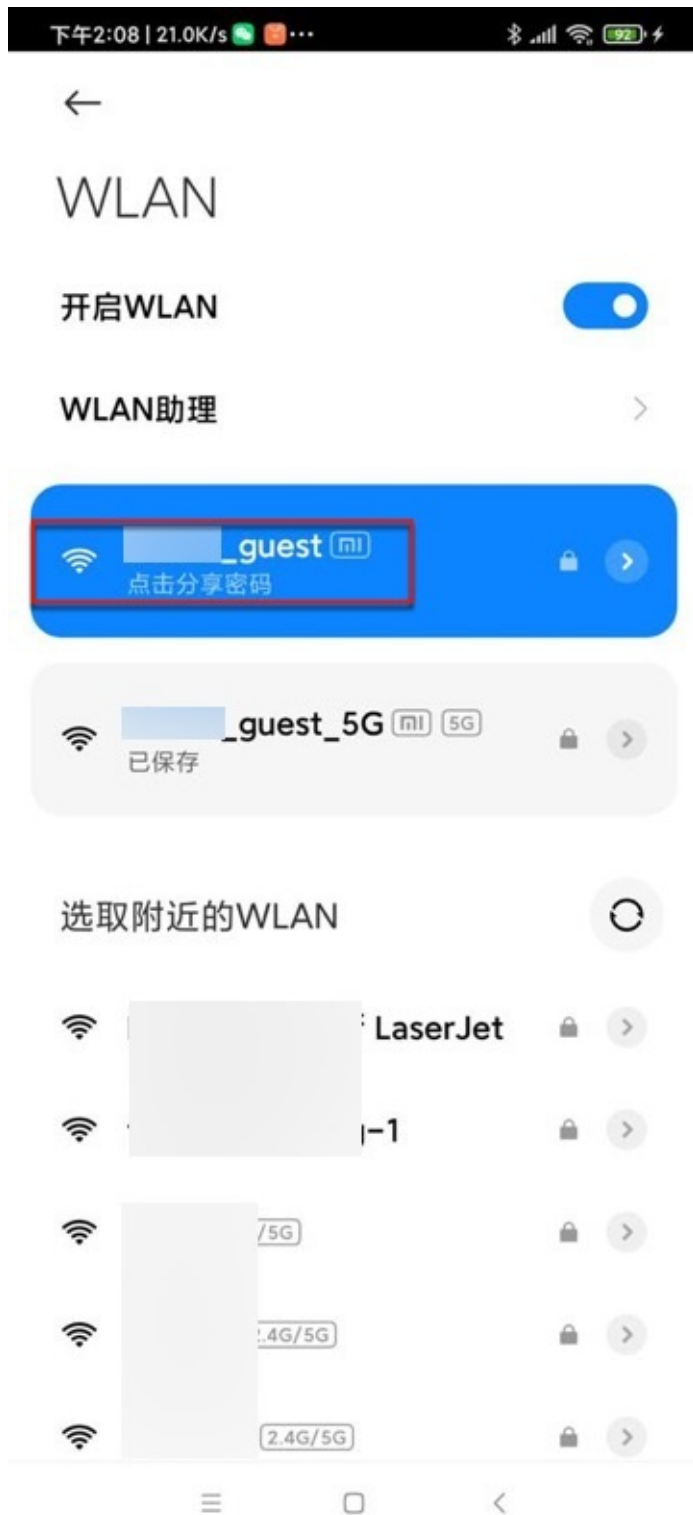 下午2:08 | 21.0K/s
92
WLAN
开启WLAN
WLAN助理
_guest
点击分享密码
_guest_5G 5G
已保存
选取附近的WLAN
LaserJet
-1
/5G
.4G/5G
2.4G/5G